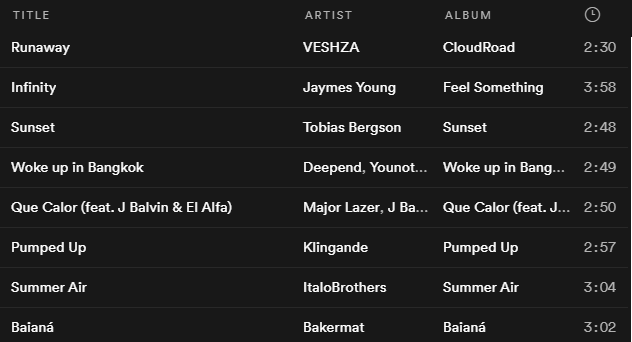 TITLE ARTIST ALBUM
Runaway VESHZA CloudRoad 2:30
Infinity Jaymes Young Feel Something 3:58
Sunset Tobias Bergson Sunset 2:48
Woke up in Bangkok Deepend, Younot... Woke up in Bang... 2:49
Que Calor (feat. J Balvin & El Alfa) Major Lazer, J Ba... Que Calor (feat. J... 2:50
Pumped Up Klingande Pumped Up 2:57
Summer Air ItaloBrothers Summer Air 3:04
Baianá Bakermat Baianá 3:02